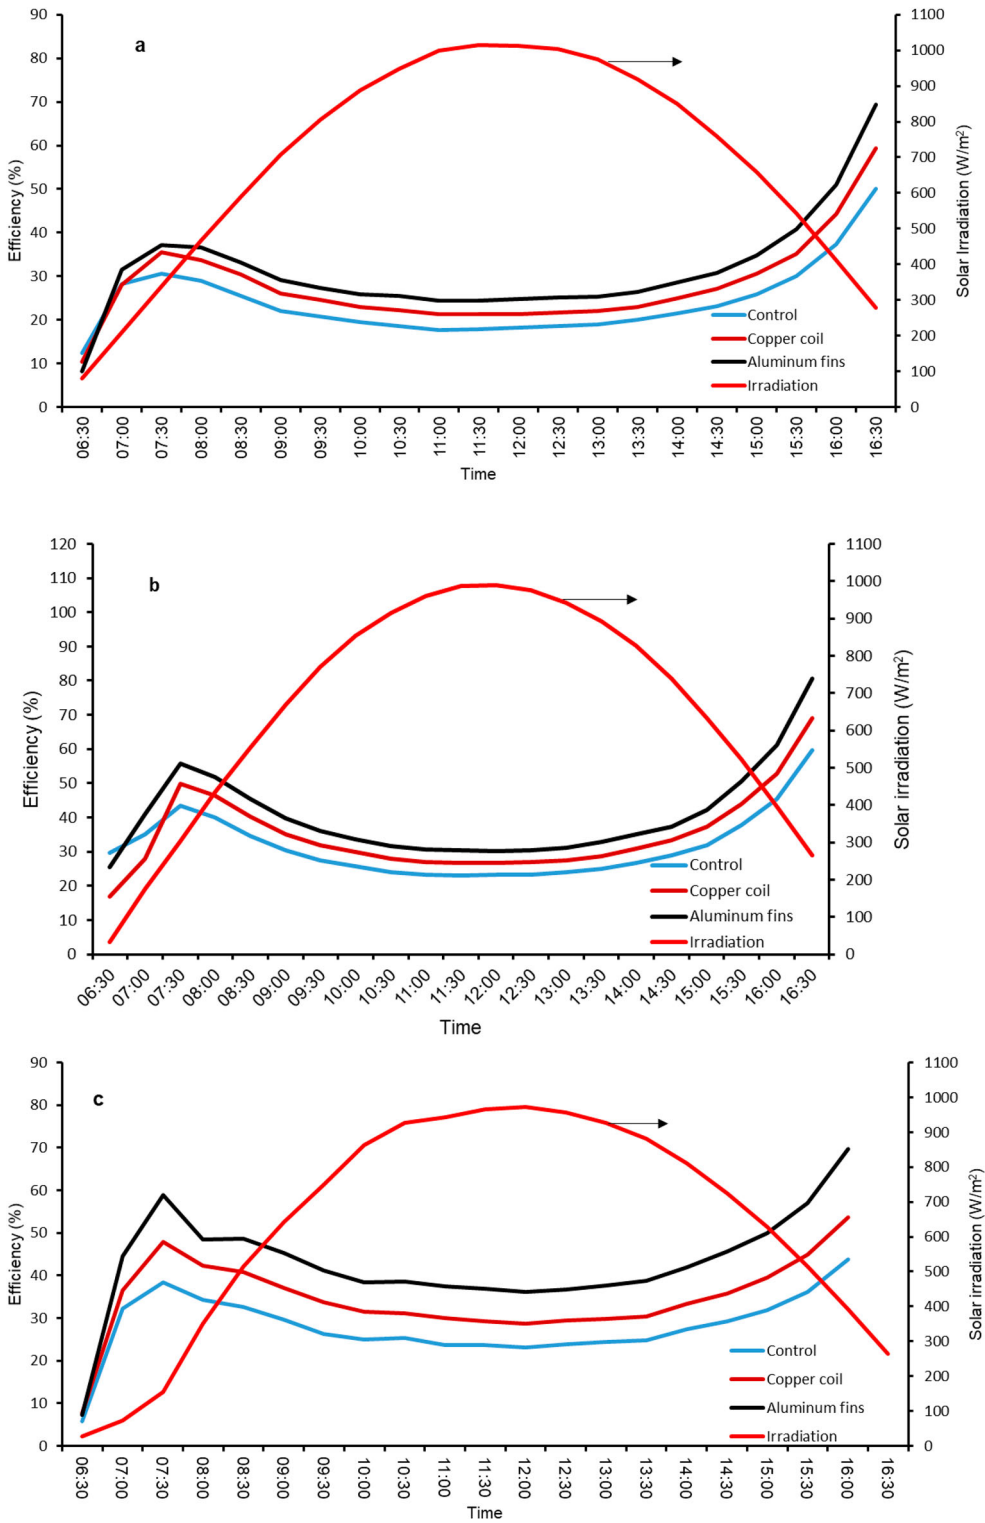 a
90
80
70
60
50
40
30
20
10
0
Efficiency (%)
1100
1000
900
800
700
600
500
400
300
200
100
0
Solar Irradiation (W/m²)
Control
Copper coil
Aluminum fins
Irradiation
06:30 07:00 07:30 08:00 08:30 09:00 09:30 10:00 10:30 11:00 11:30 12:00 12:30 13:00 13:30 14:00 14:30 15:00 15:30 16:00 16:30
Time
b
120
110
100
90
80
70
60
50
40
30
20
10
0
Efficiency (%)
1100
1000
900
800
700
600
500
400
300
200
100
0
Solar irradiation (W/m²)
Control
Copper coil
Aluminum fins
Irradiation
06:30 07:00 07:30 08:00 08:30 09:00 09:30 10:00 10:30 11:00 11:30 12:00 12:30 13:00 13:30 14:00 14:30 15:00 15:30 16:00 16:30
Time
c
90
80
70
60
50
40
30
20
10
0
Efficiency (%)
1100
1000
900
800
700
600
500
400
300
200
100
0
Solar irradiation (W/m²)
Control
Copper coil
Aluminum fins
Irradiation
06:30 07:00 07:30 08:00 08:30 09:00 09:30 10:00 10:30 11:00 11:30 12:00 12:30 13:00 13:30 14:00 14:30 15:00 15:30 16:00 16:30
Time